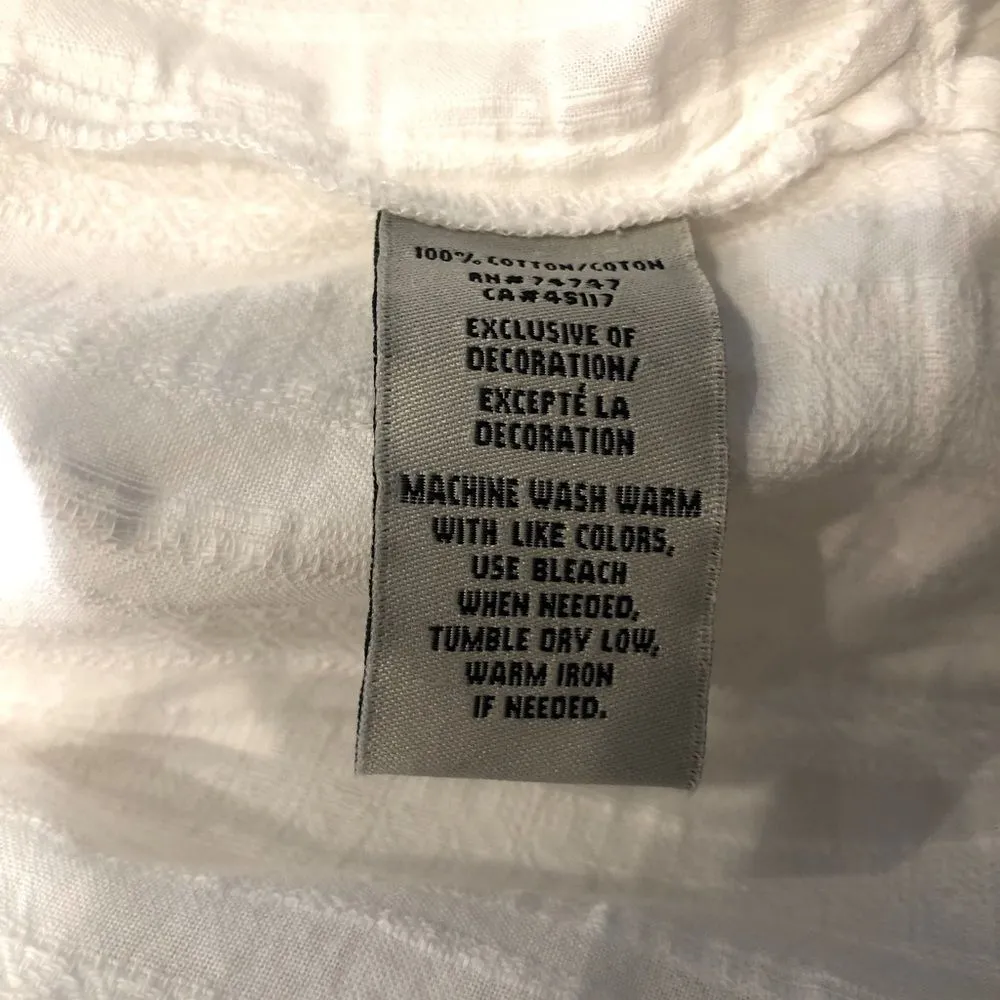 100% COTTON/COTON
RN# 74747
CA#45117
EXCLUSIVE OF
DECORATION/
EXCEPTÉ LA
DECORATION
MACHINE WASH WARM
WITH LIKE COLORS,
USE BLEACH
WHEN NEEDED,
TUMBLE DRY LOW,
WARM IRON
IF NEEDED.